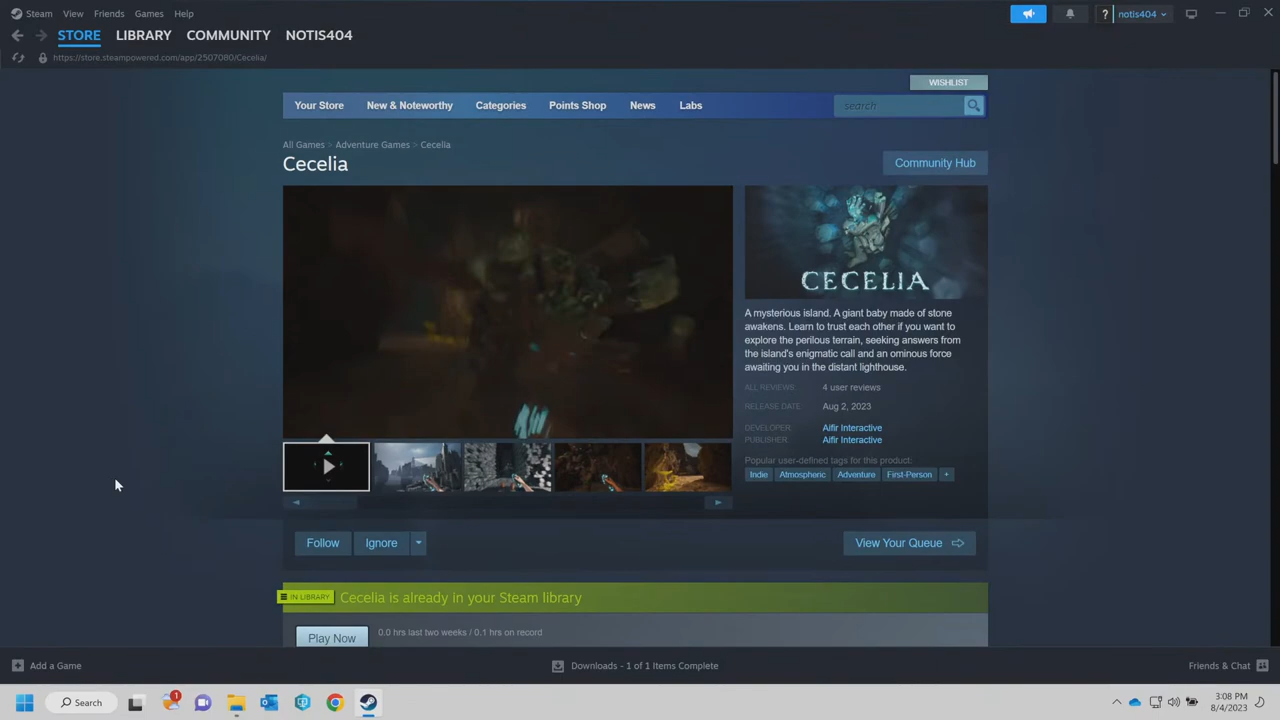 Steam View Friends Games Help
notis404
STORE LIBRARY COMMUNITY NOTIS404
https://store.steampowered.com/app/2507080/Cecelia/
WISHLIST
Your Store New & Noteworthy Categories Points Shop News Labs search
All Games > Adventure Games > Cecelia
Cecelia
Community Hub
CECELIA
A mysterious island. A giant baby made of stone
awakens. Learn to trust each other if you want to
explore the perilous terrain, seeking answers from
the island's enigmatic call and an ominous force
awaiting you in the distant lighthouse.
ALL REVIEWS: 4 user reviews
RELEASE DATE: Aug 2, 2023
DEVELOPER: Alfir Interactive
PUBLISHER: Alfir Interactive
Popular user-defined tags for this product:
Indie Atmospheric Adventure First-Person +
Follow Ignore View Your Queue
IN LIBRARY Cecelia is already in your Steam library
Play Now 0.0 hrs last two weeks / 0.1 hrs on record
Add a Game Downloads - 1 of 1 Items Complete Friends & Chat
Search 1 3:08 PM
8/4/2023